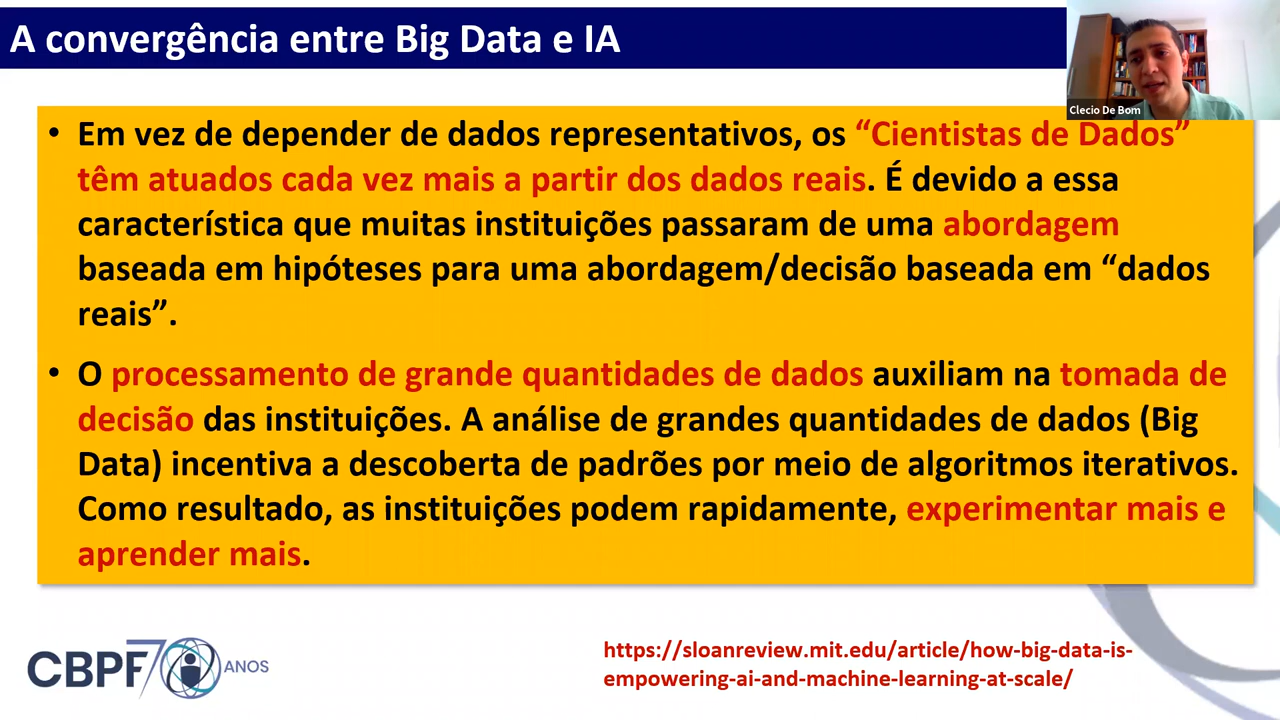 A convergência entre Big Data e IA
Clecio De Bom
• Em vez de depender de dados representativos, os “Cientistas de Dados”
têm atuados cada vez mais a partir dos dados reais. É devido a essa
característica que muitas instituições passaram de uma abordagem
baseada em hipóteses para uma abordagem/decisão baseada em “dados
reais”.
• O processamento de grande quantidades de dados auxiliam na tomada de
decisão das instituições. A análise de grandes quantidades de dados (Big
Data) incentiva a descoberta de padrões por meio de algoritmos iterativos.
Como resultado, as instituições podem rapidamente, experimentar mais e
aprender mais.
CBPF 70 ANOS
https://sloanreview.mit.edu/article/how-big-data-is-
empowering-ai-and-machine-learning-at-scale/